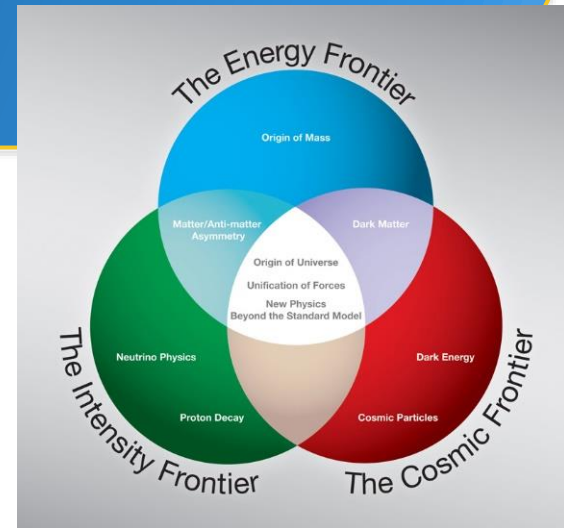 The Energy Frontier
Origin of Mass
Matter/Anti-matter
Asymmetry
Dark Matter
Origin of Universe
Unification of Forces
New Physics
Beyond the Standard Model
Neutrino Physics
Dark Energy
Proton Decay
Cosmic Particles
The Intensity Frontier
The Cosmic Frontier